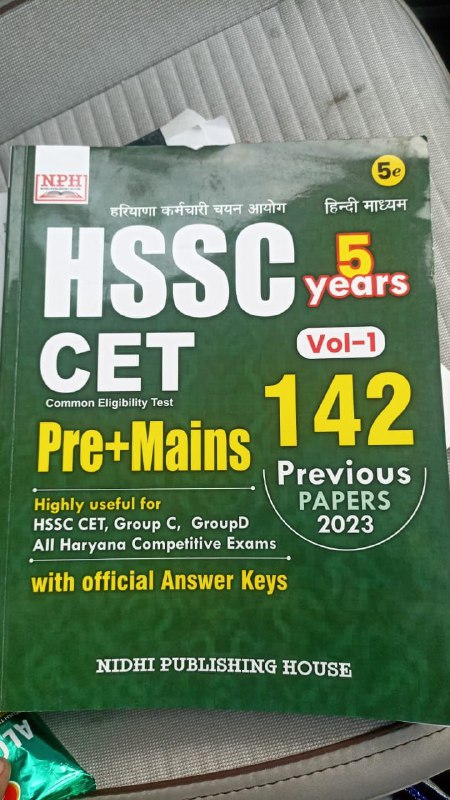 NPH
5e
हरियाणा कर्मचारी चयन आयोग
हिन्दी माध्यम
HSSC
5
years
CET
Common Eligibility Test
Vol-1
142
Pre+Mains
Previous
PAPERS
2023
Highly useful for
HSSC CET, Group C, GroupD
All Haryana Competitive Exams
with official Answer Keys
NIDHI PUBLISHING HOUSE